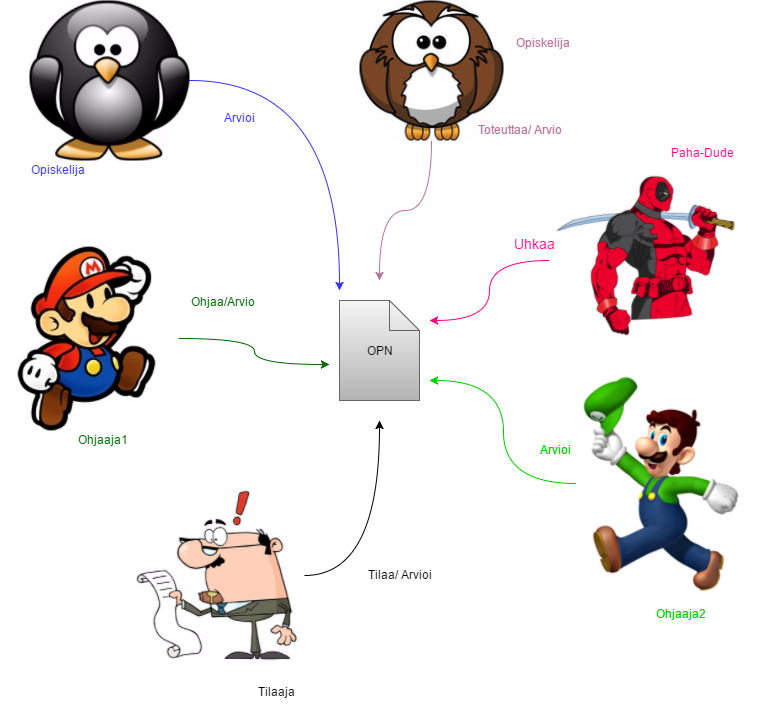 Opiskelija
Arvioi
Toteuttaa/ Arvio
Paha-Dude
Opiskelija
Uhkaa
M
Ohjaa/Arvio
OPN
Ohjaaja1
Arvioi
Tilaa/ Arvioi
Ohjaaja2
Tilaaja